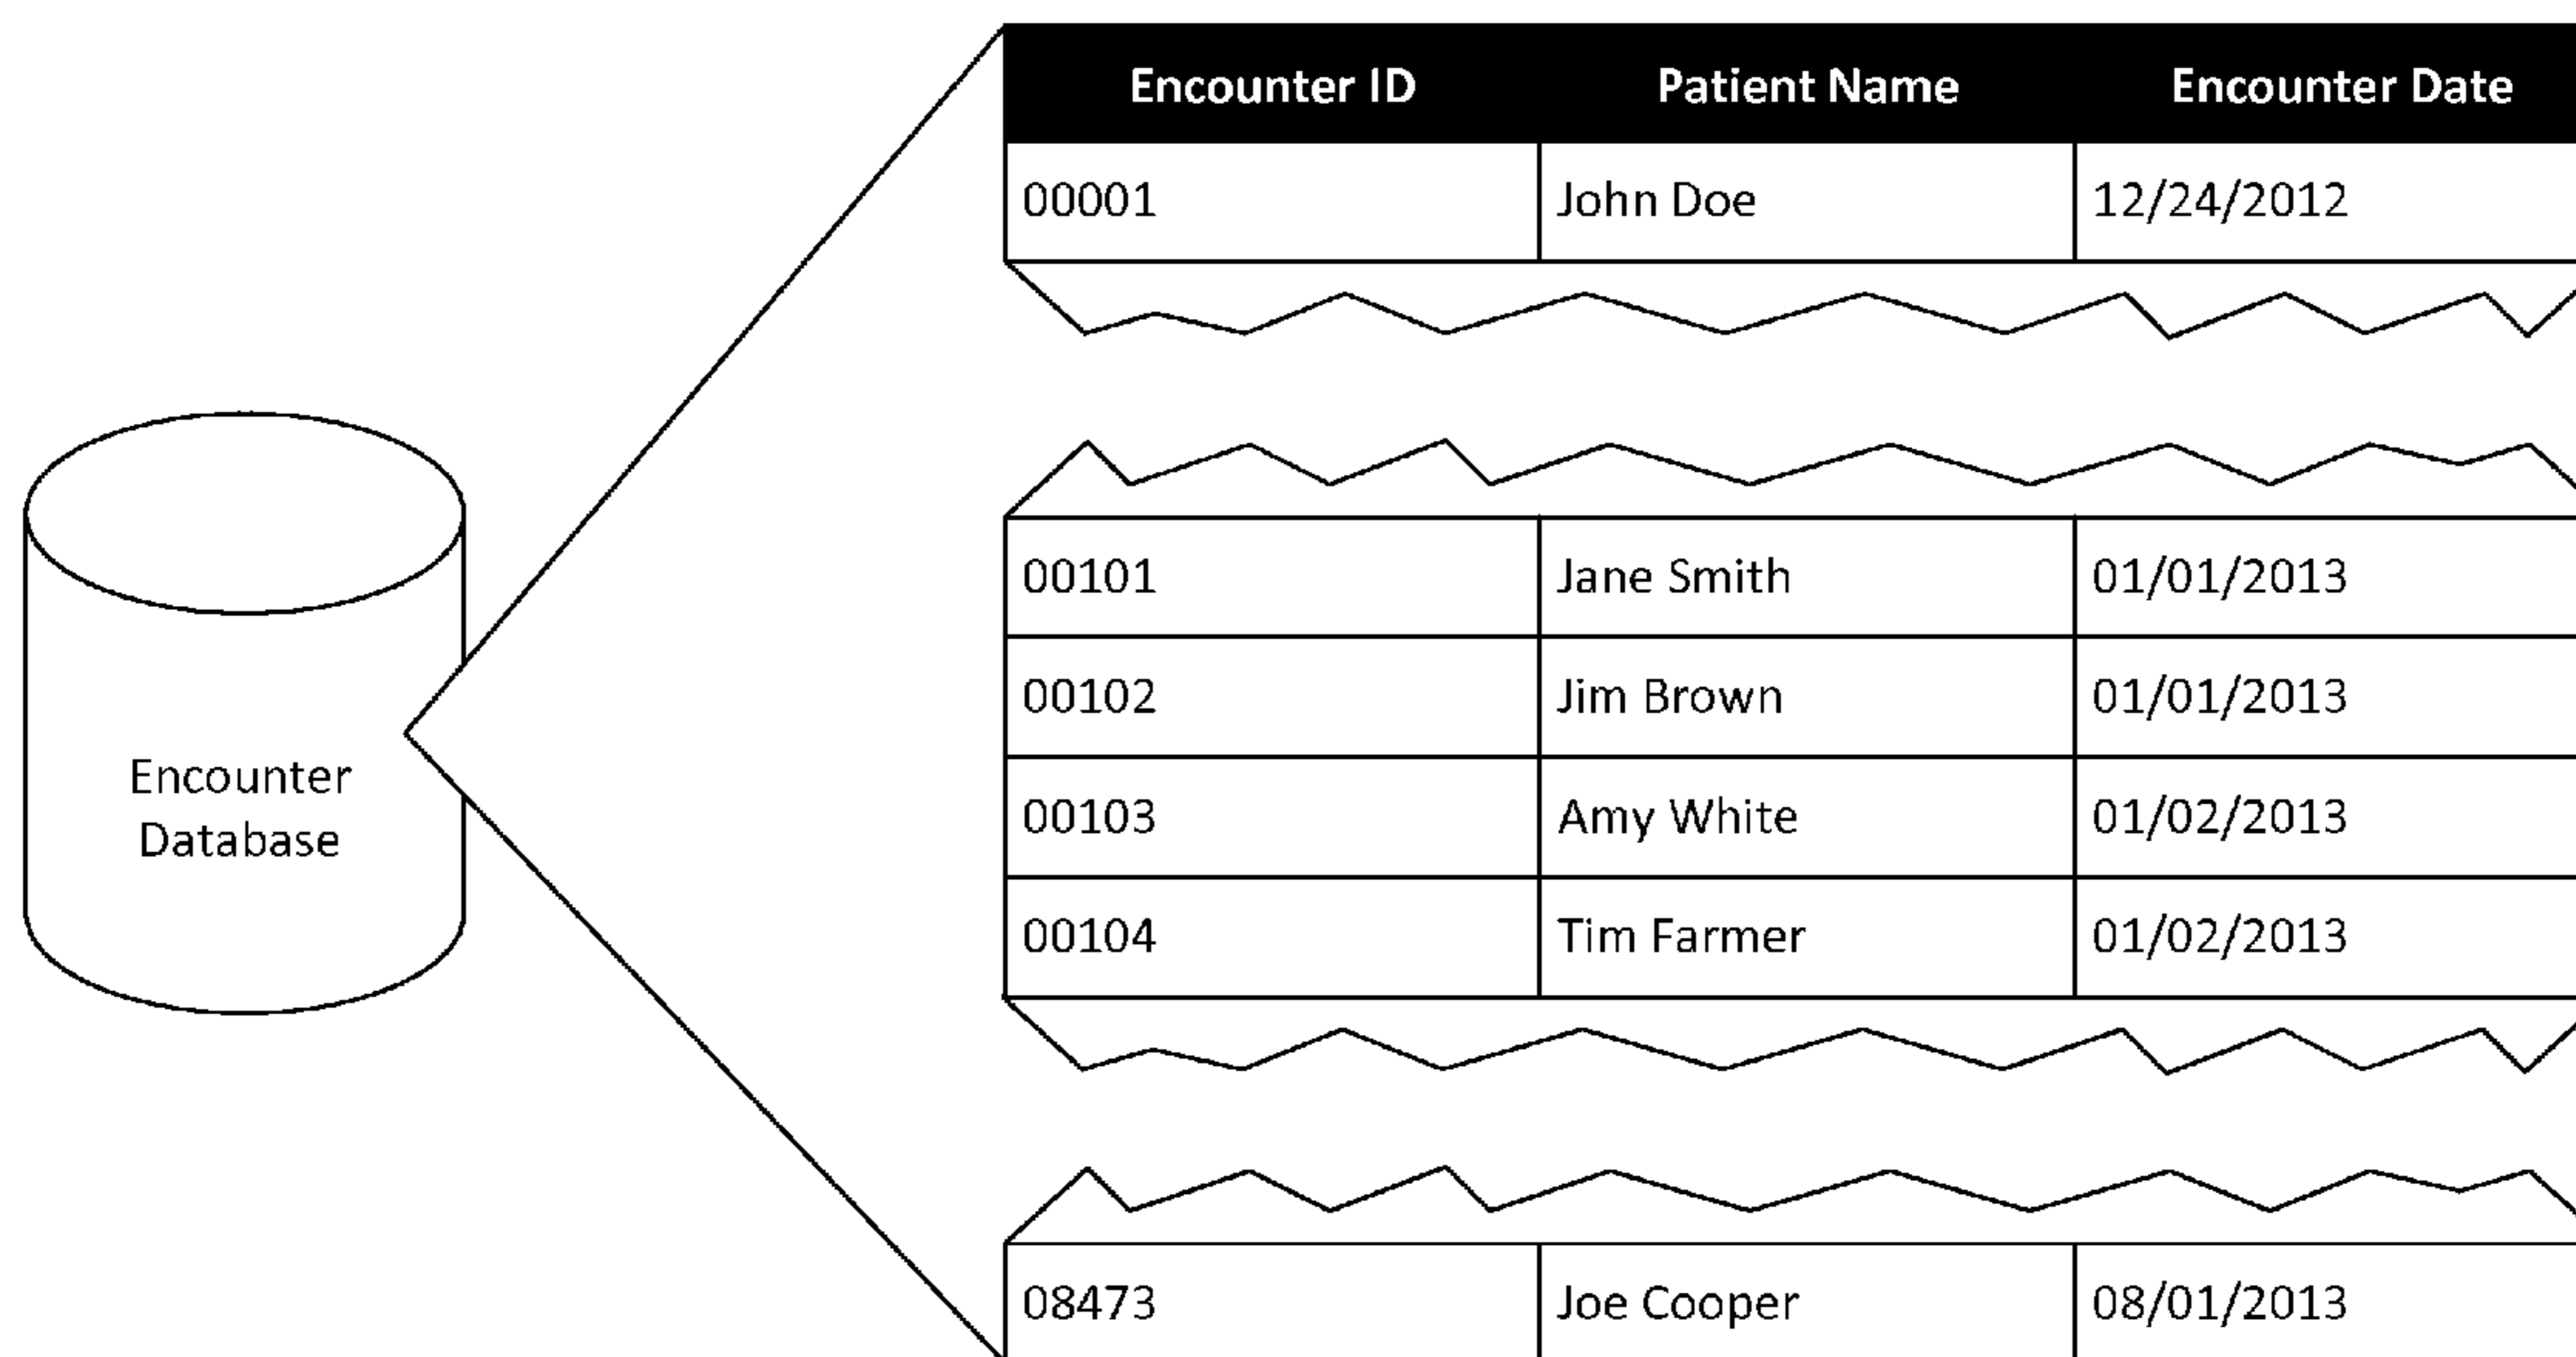 Encounter ID Patient Name Encounter Date
00001 John Doe 12/24/2012
00101 Jane Smith 01/01/2013
00102 Jim Brown 01/01/2013
Encounter
Database
00103 Amy White 01/02/2013
00104 Tim Farmer 01/02/2013
08473 Joe Cooper 08/01/2013